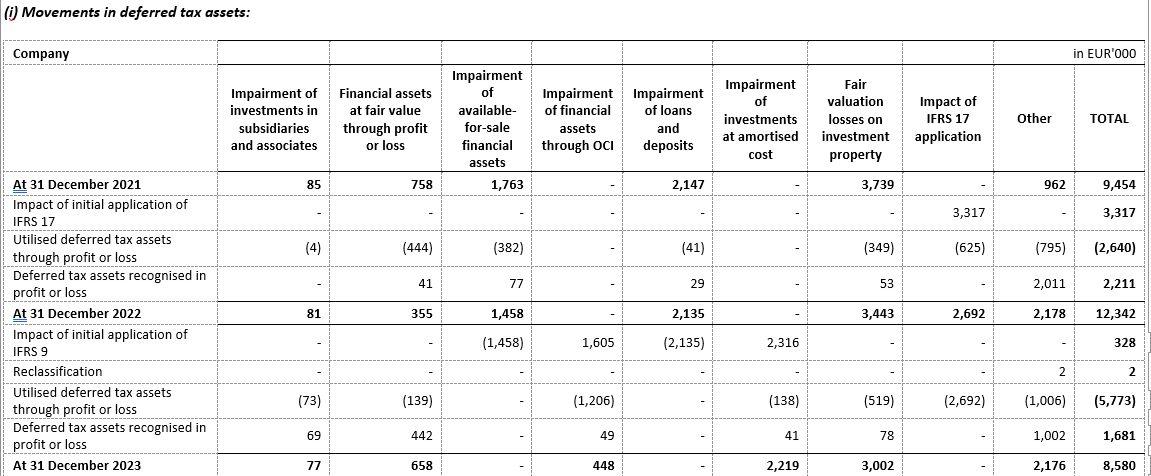 (i) Movements in deferred tax assets:
Company in EUR'000
Impairment of investments in subsidiaries and associates Financial assets at fair value through profit or loss Impairment of available-for-sale financial assets Impairment of financial assets through OCI Impairment of loans and deposits Impairment of investments at amortised cost Fair valuation losses on investment property Impact of IFRS 17 application Other TOTAL
At 31 December 2021 85 758 1,763 - 2,147 - 3,739 - 962 9,454
Impact of initial application of IFRS 17 - - - - - - - 3,317 - 3,317
Utilised deferred tax assets through profit or loss (4) (444) (382) - (41) - (349) (625) (795) (2,640)
Deferred tax assets recognised in profit or loss - 41 77 - 29 - 53 - 2,011 2,211
At 31 December 2022 81 355 1,458 - 2,135 - 3,443 2,692 2,178 12,342
Impact of initial application of IFRS 9 - - (1,458) 1,605 (2,135) 2,316 - - - 328
Reclassification - - - - - - - - 2 2
Utilised deferred tax assets through profit or loss (73) (139) - (1,206) - (138) (519) (2,692) (1,006) (5,773)
Deferred tax assets recognised in profit or loss 69 442 - 49 - 41 78 - 1,002 1,681
At 31 December 2023 77 658 - 448 - 2,219 3,002 - 2,176 8,580